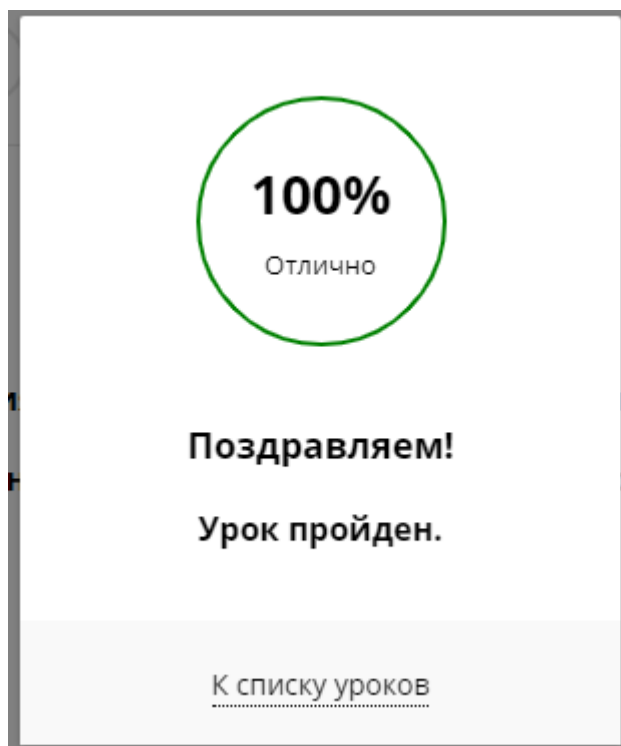 100%
Отлично
Поздравляем!
Урок пройден.
К списку уроков